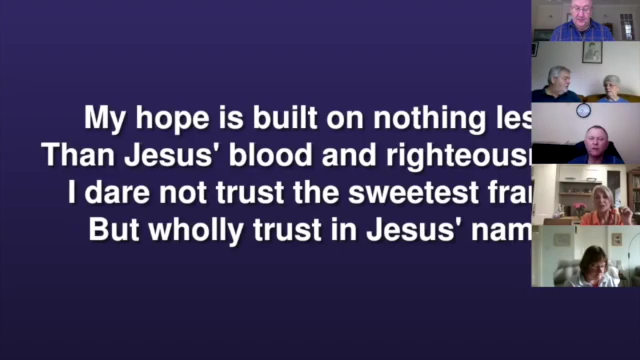 My hope is built on nothing les
Than Jesus' blood and righteous
I dare not trust the sweetest fra
But wholly trust in Jesus' nam